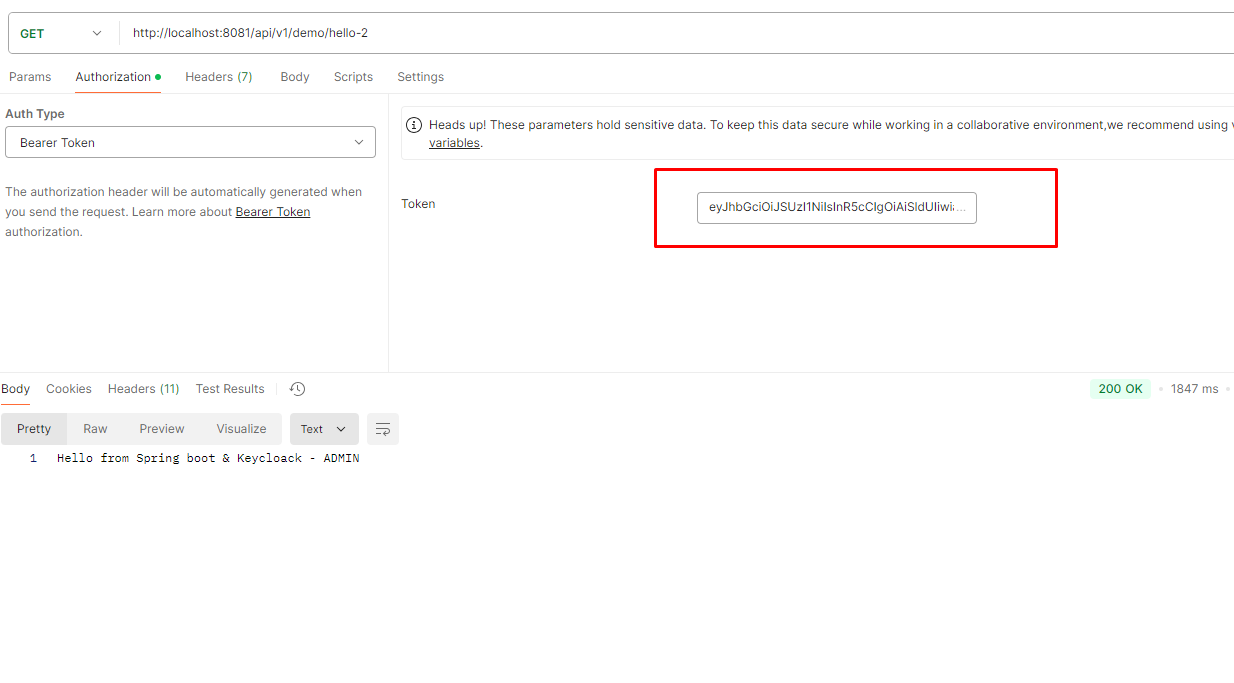 GET http://localhost:8081/api/v1/demo/hello-2
Params Authorization Headers (7) Body Scripts Settings
Auth Type
Bearer Token
The authorization header will be automatically generated when
you send the request. Learn more about Bearer Token
authorization.
Heads up! These parameters hold sensitive data. To keep this data secure while working in a collaborative environment,we recommend using
variables.
Token
Body Cookies Headers (11) Test Results
200 OK 1847 ms
Pretty Raw Preview Visualize Text
1 Hello from Spring boot & Keycloack - ADMIN